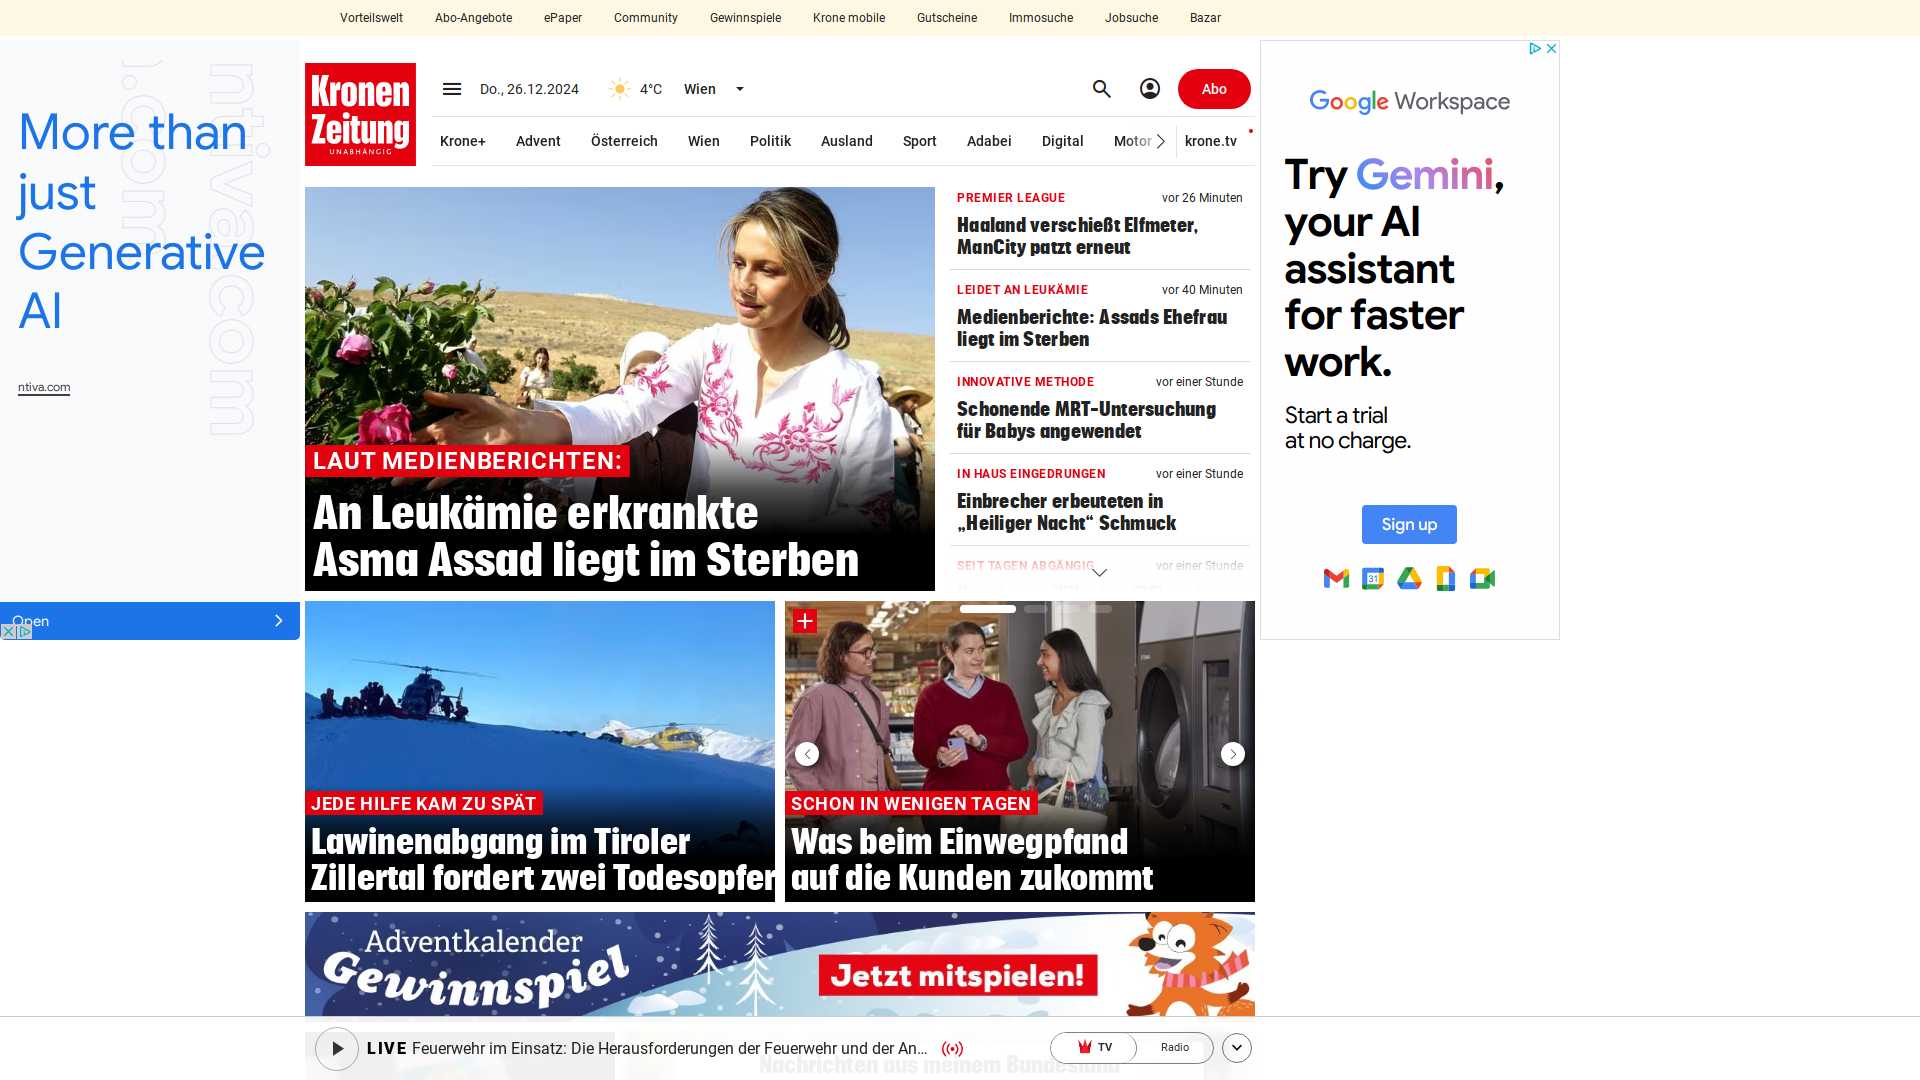 Vorteilswelt Abo-Angebote ePaper Community Gewinnspiele Krone mobile Gutscheine Immosuche Jobsuche Bazar
ntiva.com
More than
just
Generative
AI
ntiva.com
Open
Kronen
Zeitung
UNABHÄNGIG
Do., 26.12.2024 4°C Wien
Abo
Krone+ Advent Österreich Wien Politik Ausland Sport Adabei Digital Motor krone.tv
LAUT MEDIENBERICHTEN:
An Leukämie erkrankte
Asma Assad liegt im Sterben
PREMIER LEAGUE vor 26 Minuten
Haaland verschießt Elfmeter,
ManCity patzt erneut
LEIDET AN LEUKÄMIE vor 40 Minuten
Medienberichte: Assads Ehefrau
liegt im Sterben
INNOVATIVE METHODE vor einer Stunde
Schonende MRT-Untersuchung
für Babys angewendet
IN HAUS EINGEDRUNGEN vor einer Stunde
Einbrecher erbeuteten in
„Heiliger Nacht“ Schmuck
SEIT TAGEN ABGÄNGIG vor einer Stunde
JEDE HILFE KAM ZU SPÄT
Lawinenabgang im Tiroler
Zillertal fordert zwei Todesopfer
SCHON IN WENIGEN TAGEN
Was beim Einwegpfand
auf die Kunden zukommt
Adventkalender
Gewinnspiel
Jetzt mitspielen!
LIVE Feuerwehr im Einsatz: Die Herausforderungen der Feuerwehr und der An...
TV Radio
Nachrichten aus meinem Bundesland
Google Workspace
Try Gemini,
your AI
assistant
for faster
work.
Start a trial
at no charge.
Sign up
31